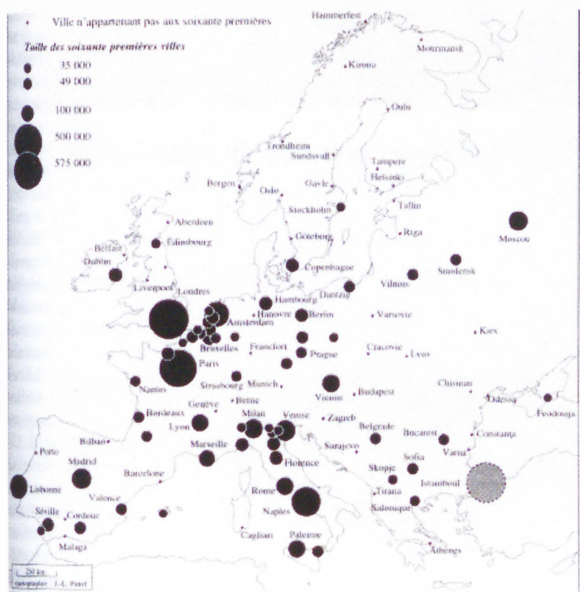 Ville n'appartenant pas aux soixante premières
Taille des soixante premières villes
35 000
49 000
100 000
500 000
575 000
Hammerfest
Mourmansk
Kiruna
Oulu
Trondheim
Sundsvall
Tampere
Helsinki
Bergen
Oslo
Gavle
Stockholm
Tallin
Aberdeen
Göteborg
Riga
Moscou
Belfast
Edimbourg
Dublin
Copenhague
Smolensk
Liverpool
Londres
Dantzig
Vilnius
Hambourg
Amsterdam
Hanovre
Berlin
Varsovie
Kiev
Bruxelles
Francfort
Prague
Cracovie
Lvov
Paris
Strasbourg
Munich
Vienne
Budapest
Chisinau
Odessa
Nantes
Berne
Genève
Feodossja
Bordeaux
Lyon
Milan
Venise
Zagreb
Belgrade
Bucarest
Constanta
Bilbao
Marseille
Florence
Sarajevo
Sofia
Varna
Porto
Madrid
Barcelone
Skopje
Istamboul
Lisbonne
Valence
Rome
Naples
Tirana
Salonique
Séville
Cordoue
Cagliari
Palerme
Malaga
Athènes
250 km
cartographie J.-L. Pinol